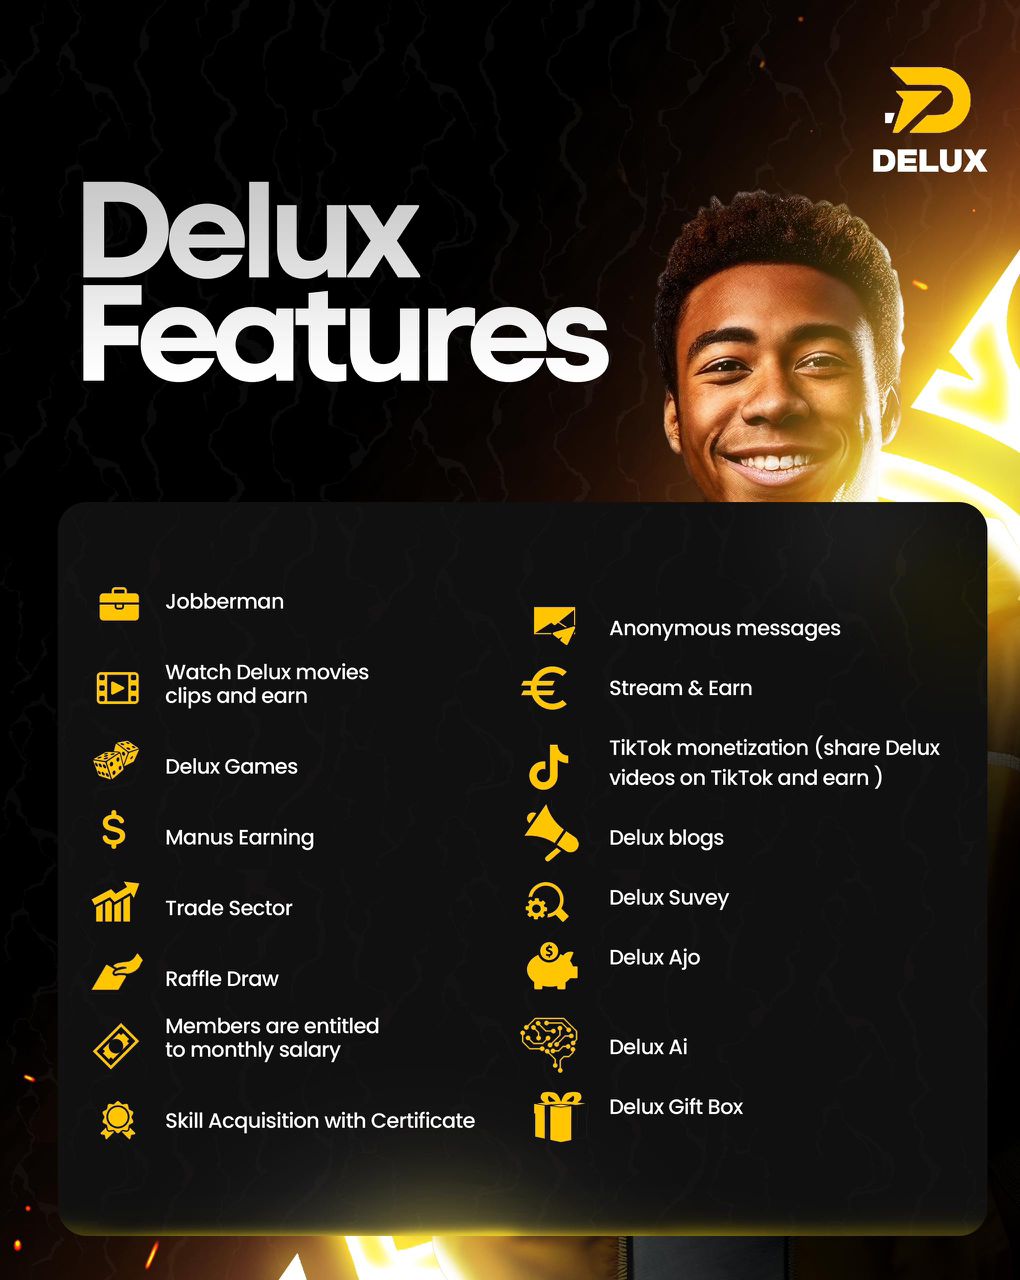 DELUX
Delux
Features
Jobberman
Watch Delux movies
clips and earn
Delux Games
Manus Earning
Trade Sector
Raffle Draw
Members are entitled
to monthly salary
Skill Acquisition with Certificate
Anonymous messages
Stream & Earn
TikTok monetization (share Delux
videos on TikTok and earn )
Delux blogs
Delux Suvey
Delux Ajo
Delux Ai
Delux Gift Box